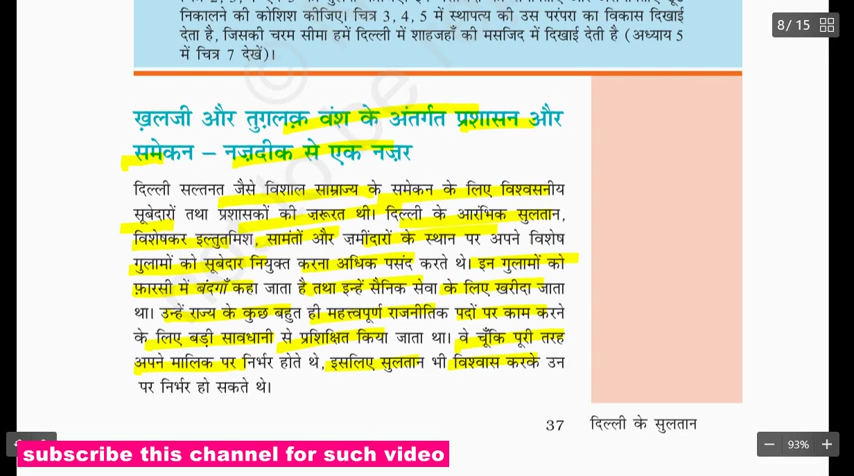 8 / 15
निकालने की कोशिश कीजिए। चित्र 3, 4, 5 में स्थापत्य की उस परंपरा का विकास दिखाई
देता है, जिसकी चरम सीमा हमें दिल्ली में शाहजहाँ की मसजिद में दिखाई देती है (अध्याय 5
में चित्र 7 देखें)।
ख़लजी और तुग़लक़ वंश के अंतर्गत प्रशासन और
समेकन – नज़दीक से एक नज़र
दिल्ली सल्तनत जैसे विशाल साम्राज्य के समेकन के लिए विश्वसनीय
सूबेदारों तथा प्रशासकों की ज़रूरत थी। दिल्ली के आरंभिक सुलतान,
विशेषकर इल्तुतमिश, सामंतों और ज़मींदारों के स्थान पर अपने विशेष
गुलामों को सूबेदार नियुक्त करना अधिक पसंद करते थे। इन गुलामों को
फ़ारसी में बंदगाँ कहा जाता है तथा इन्हें सैनिक सेवा के लिए खरीदा जाता
था। उन्हें राज्य के कुछ बहुत ही महत्त्वपूर्ण राजनीतिक पदों पर काम करने
के लिए बड़ी सावधानी से प्रशिक्षित किया जाता था। वे चूँकि पूरी तरह
अपने मालिक पर निर्भर होते थे, इसलिए सुलतान भी विश्वास करके उन
पर निर्भर हो सकते थे।
37 दिल्ली के सुलतान
93%
subscribe this channel for such video